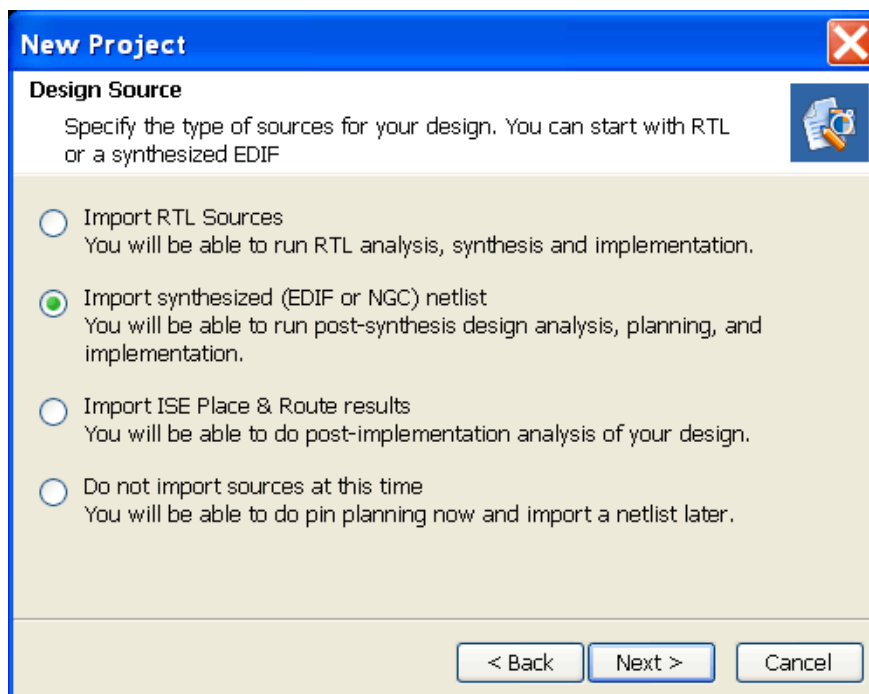 New Project
Design Source
Specify the type of sources for your design. You can start with RTL
or a synthesized EDIF
Import RTL Sources
You will be able to run RTL analysis, synthesis and implementation.
Import synthesized (EDIF or NGC) netlist
You will be able to run post-synthesis design analysis, planning, and
implementation.
Import ISE Place & Route results
You will be able to do post-implementation analysis of your design.
Do not import sources at this time
You will be able to do pin planning now and import a netlist later.
< Back Next > Cancel